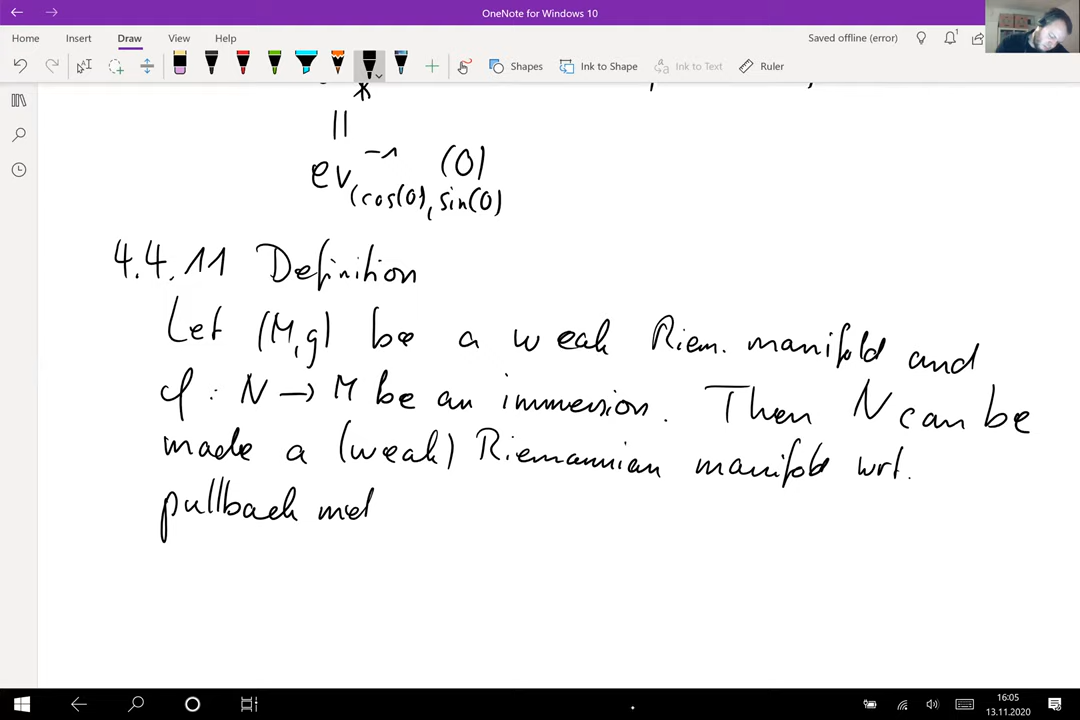 OneNote for Windows 10
Home Insert Draw View Help Saved offline (error)
Shapes Ink to Shape Ink to Text Ruler
*
||
ev_(cos(0), sin(0))^-1 (0)
4.4.11 Definition
Let (M,g) be a weak Riem. manifold and
φ : N → M be an immersion. Then N can be
made a (weak) Riemannian manifold wrt.
pullback met
16:05
13.11.2020